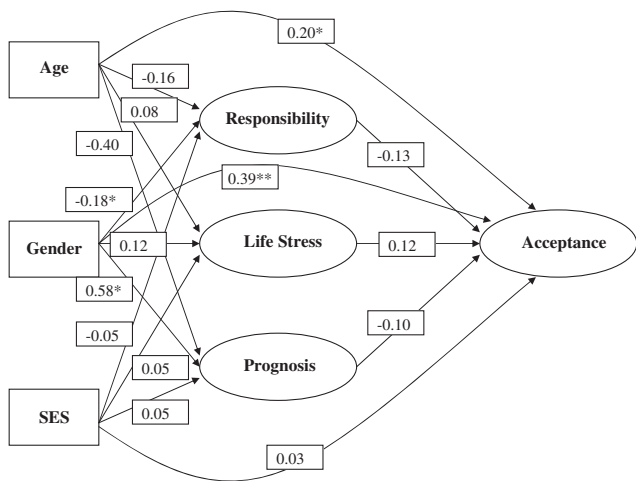 0.20*
Age
-0.16
0.08
Responsibility
-0.40
-0.13
0.39**
-0.18*
Gender
0.12
Life Stress
0.12
Acceptance
0.58*
-0.05
-0.10
Prognosis
0.05
SES
0.05
0.03